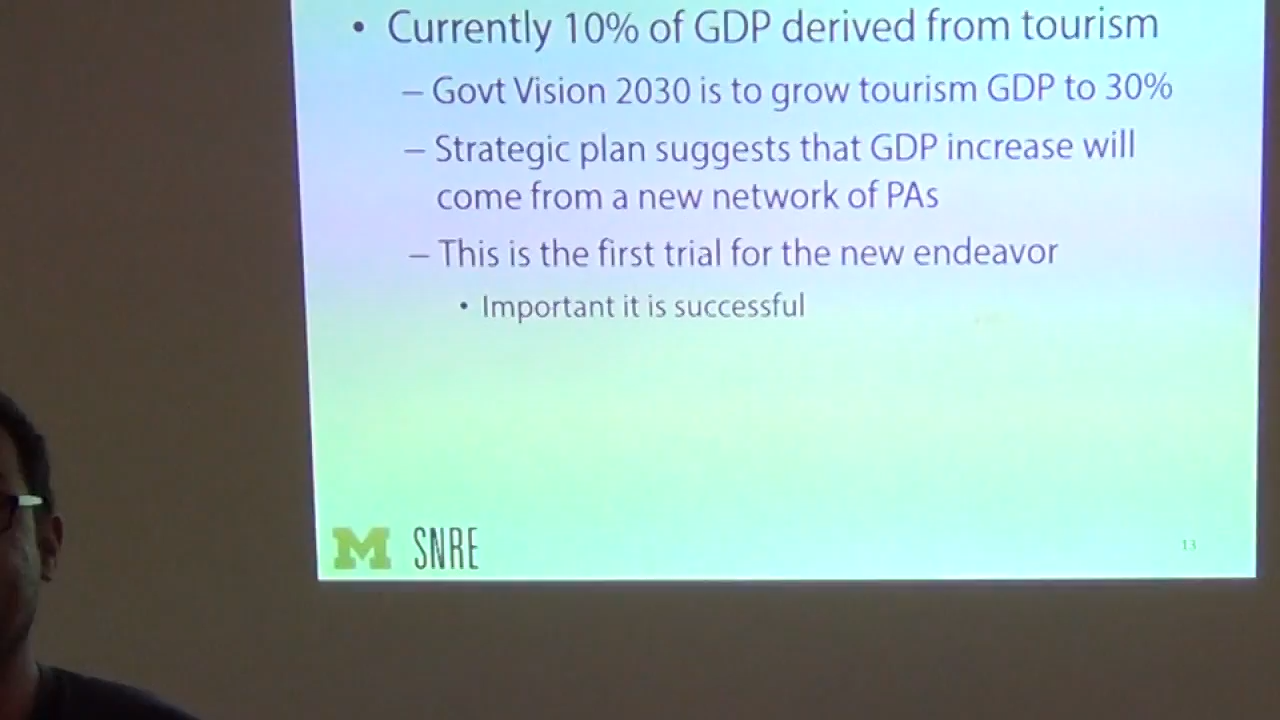 • Currently 10% of GDP derived from tourism
– Govt Vision 2030 is to grow tourism GDP to 30%
– Strategic plan suggests that GDP increase will
come from a new network of PAs
– This is the first trial for the new endeavor
• Important it is successful
M SNRE
13